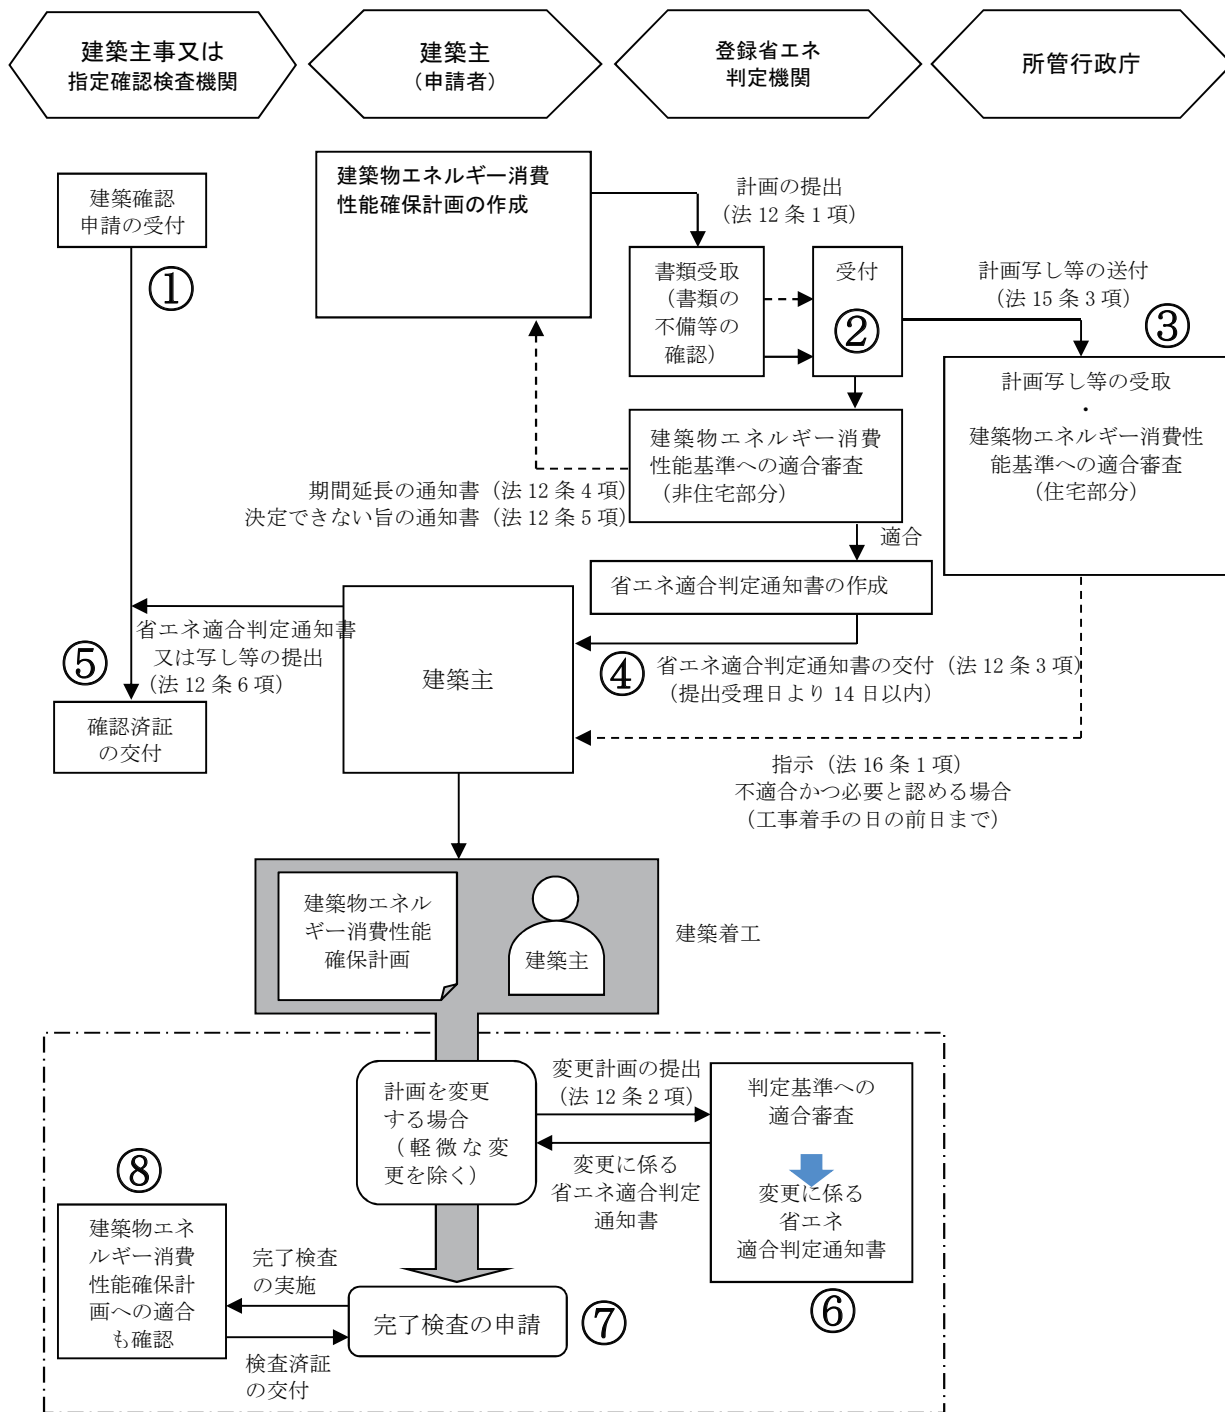 建築主事又は
指定確認検査機関
建築主
（申請者）
登録省エネ
判定機関
所管行政庁
建築確認
申請の受付
①
建築物エネルギー消費
性能確保計画の作成
計画の提出
（法 12 条 1 項）
書類受取
（書類の
不備等の
確認）
受付
②
計画写し等の送付
（法 15 条 3 項）
③
計画写し等の受取
・
建築物エネルギー消費性
能基準への適合審査
（住宅部分）
建築物エネルギー消費
性能基準への適合審査
（非住宅部分）
期間延長の通知書（法 12 条 4 項）
決定できない旨の通知書（法 12 条 5 項）
適合
省エネ適合判定通知書の作成
省エネ適合判定通知書
又は写し等の提出
（法 12 条 6 項）
⑤
確認済証
の交付
建築主
④
省エネ適合判定通知書の交付（法 12 条 3 項）
（提出受理日より 14 日以内）
指示（法 16 条 1 項）
不適合かつ必要と認める場合
（工事着手の日の前日まで）
建築物エネル
ギー消費性能
確保計画
建築主
建築着工
計画を変更
する場合
（軽微な変
更を除く）
変更計画の提出
（法 12 条 2 項）
変更に係る
省エネ適合判定
通知書
判定基準への
適合審査
変更に係る
省エネ
適合判定通知書
⑥
⑧
建築物エネ
ルギー消費
性能確保計
画への適合
も確認
完了検査
の実施
検査済証
の交付
完了検査の申請
⑦